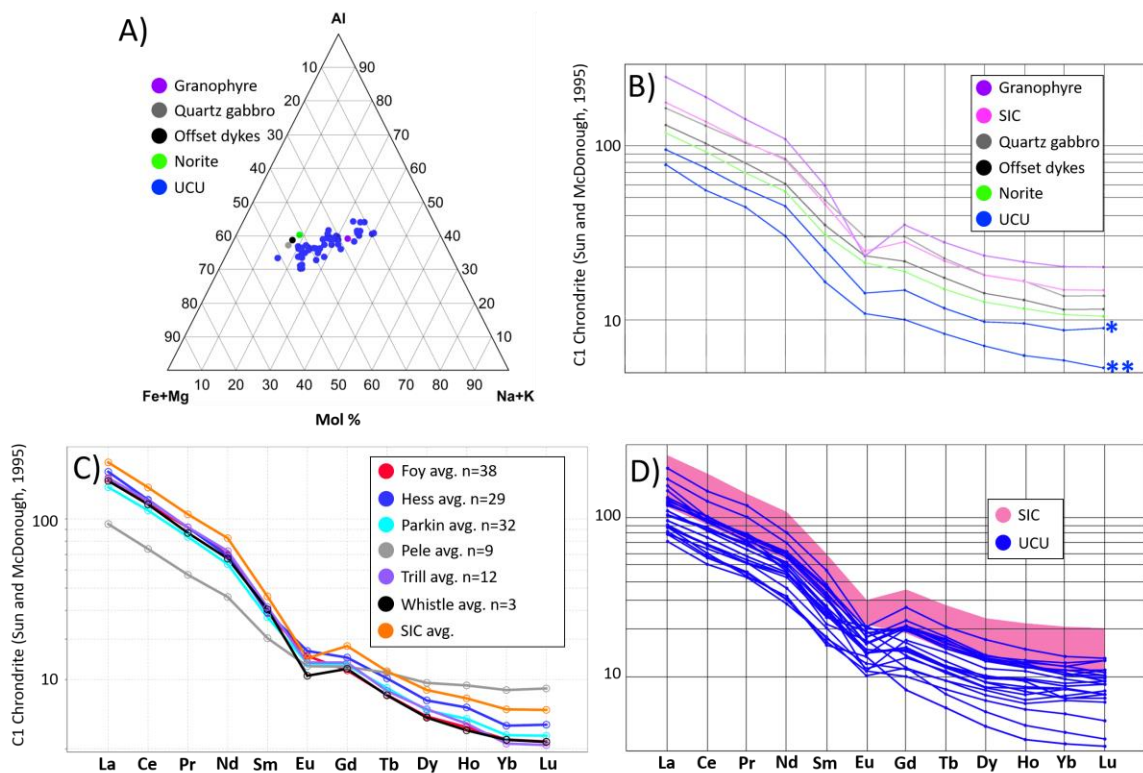 A)
Al
10
90
20
80
30
70
40
60
50
50
60
40
70
30
80
20
90
10
Fe+Mg
10
20
30
40
50
60
70
80
90
Na+K
Mol %
Granophyre
Quartz gabbro
Offset dykes
Norite
UCU
B)
C1 Chrondrite (Sun and McDonough, 1995)
100
10
Granophyre
SIC
Quartz gabbro
Offset dykes
Norite
UCU
*
**
C)
C1 Chrondrite (Sun and McDonough, 1995)
100
10
Foy avg. n=38
Hess avg. n=29
Parkin avg. n=32
Pele avg. n=9
Trill avg. n=12
Whistle avg. n=3
SIC avg.
La Ce Pr Nd Sm Eu Gd Tb Dy Ho Yb Lu
D)
100
10
SIC
UCU
La Ce Pr Nd Sm Eu Gd Tb Dy Ho Yb Lu